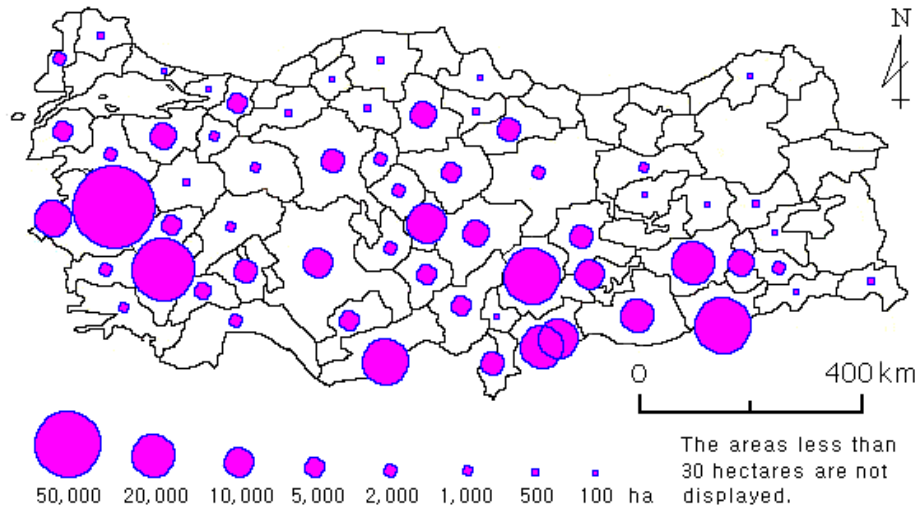 N
0 400 km
The areas less than
30 hectares are not
displayed.
50,000 20,000 10,000 5,000 2,000 1,000 500 100 ha